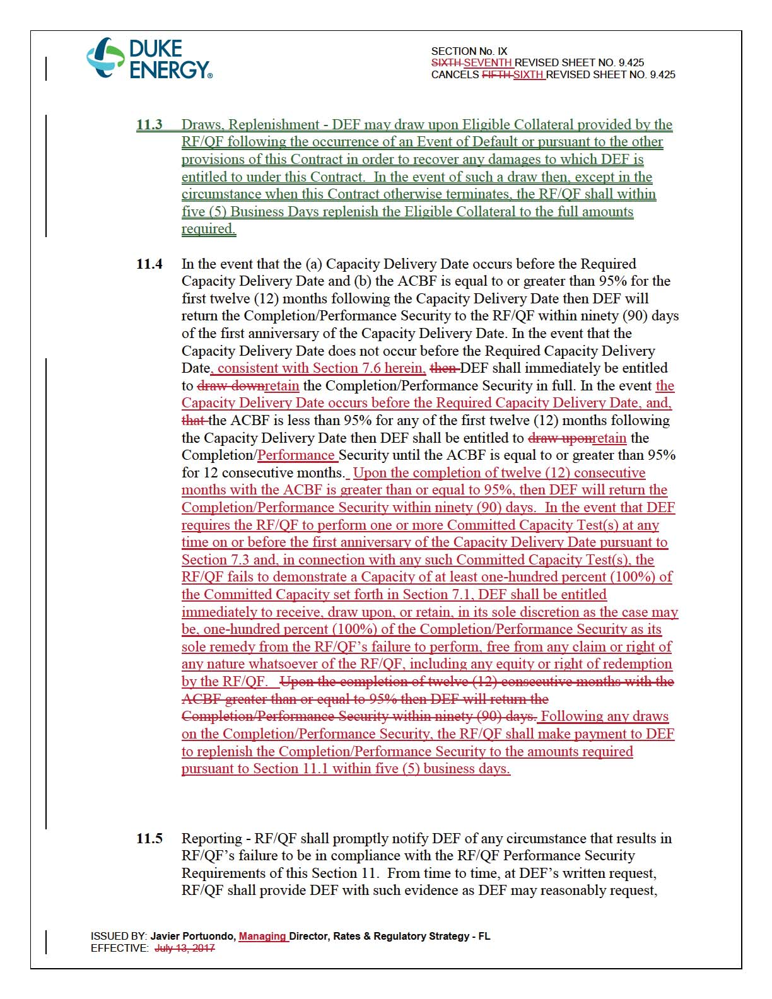 DUKE
ENERGY®
SECTION No. IX
SIXTH SEVENTH REVISED SHEET NO. 9.425
CANCELS FIFTH SIXTH REVISED SHEET NO. 9.425
11.3 Draws, Replenishment - DEF may draw upon Eligible Collateral provided by the
RF/QF following the occurrence of an Event of Default or pursuant to the other
provisions of this Contract in order to recover any damages to which DEF is
entitled to under this Contract.  In the event of such a draw then, except in the
circumstance when this Contract otherwise terminates, the RF/QF shall within
five (5) Business Days replenish the Eligible Collateral to the full amounts
required.
11.4 In the event that the (a) Capacity Delivery Date occurs before the Required
Capacity Delivery Date and (b) the ACBF is equal to or greater than 95% for the
first twelve (12) months following the Capacity Delivery Date then DEF will
return the Completion/Performance Security to the RF/QF within ninety (90) days
of the first anniversary of the Capacity Delivery Date. In the event that the
Capacity Delivery Date does not occur before the Required Capacity Delivery
Date, consistent with Section 7.6 herein, then DEF shall immediately be entitled
to draw downretain the Completion/Performance Security in full. In the event the
Capacity Delivery Date occurs before the Required Capacity Delivery Date, and,
that the ACBF is less than 95% for any of the first twelve (12) months following
the Capacity Delivery Date then DEF shall be entitled to draw uponretain the
Completion/Performance Security until the ACBF is equal to or greater than 95%
for 12 consecutive months.  Upon the completion of twelve (12) consecutive
months with the ACBF is greater than or equal to 95%, then DEF will return the
Completion/Performance Security within ninety (90) days.  In the event that DEF
requires the RF/QF to perform one or more Committed Capacity Test(s) at any
time on or before the first anniversary of the Capacity Delivery Date pursuant to
Section 7.3 and, in connection with any such Committed Capacity Test(s), the
RF/QF fails to demonstrate a Capacity of at least one-hundred percent (100%) of
the Committed Capacity set forth in Section 7.1, DEF shall be entitled
immediately to receive, draw upon, or retain, in its sole discretion as the case may
be, one-hundred percent (100%) of the Completion/Performance Security as its
sole remedy from the RF/QF’s failure to perform, free from any claim or right of
any nature whatsoever of the RF/QF, including any equity or right of redemption
by the RF/QF.   Upon the completion of twelve (12) consecutive months with the
ACBF greater than or equal to 95% then DEF will return the
Completion/Performance Security within ninety (90) days. Following any draws
on the Completion/Performance Security, the RF/QF shall make payment to DEF
to replenish the Completion/Performance Security to the amounts required
pursuant to Section 11.1 within five (5) business days.
11.5 Reporting - RF/QF shall promptly notify DEF of any circumstance that results in
RF/QF’s failure to be in compliance with the RF/QF Performance Security
Requirements of this Section 11.  From time to time, at DEF’s written request,
RF/QF shall provide DEF with such evidence as DEF may reasonably request,
ISSUED BY: Javier Portuondo, Managing Director, Rates & Regulatory Strategy - FL
EFFECTIVE:  July 13, 2017